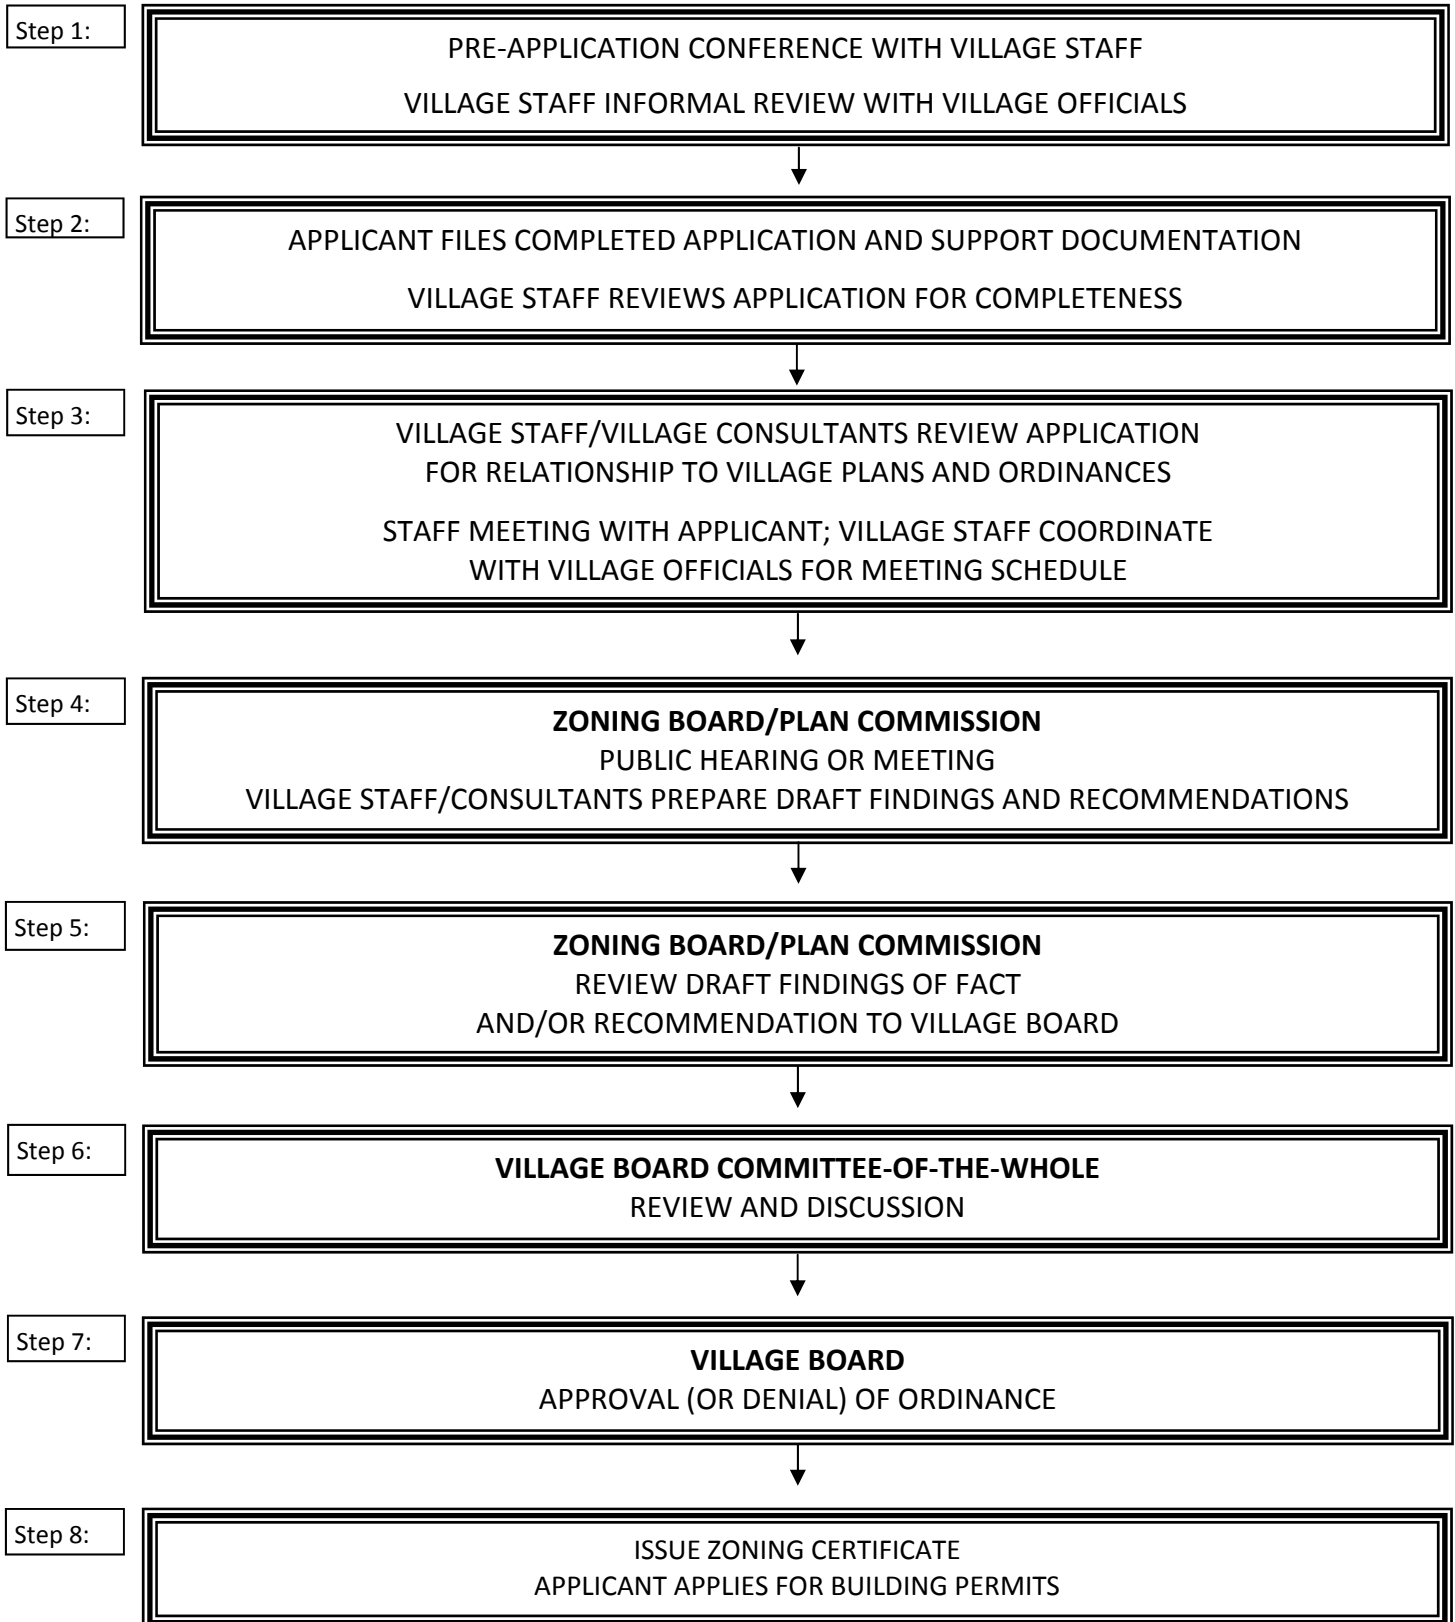 Step 1:
PRE-APPLICATION CONFERENCE WITH VILLAGE STAFF
VILLAGE STAFF INFORMAL REVIEW WITH VILLAGE OFFICIALS
Step 2:
APPLICANT FILES COMPLETED APPLICATION AND SUPPORT DOCUMENTATION
VILLAGE STAFF REVIEWS APPLICATION FOR COMPLETENESS
Step 3:
VILLAGE STAFF/VILLAGE CONSULTANTS REVIEW APPLICATION
FOR RELATIONSHIP TO VILLAGE PLANS AND ORDINANCES
STAFF MEETING WITH APPLICANT; VILLAGE STAFF COORDINATE
WITH VILLAGE OFFICIALS FOR MEETING SCHEDULE
Step 4:
ZONING BOARD/PLAN COMMISSION
PUBLIC HEARING OR MEETING
VILLAGE STAFF/CONSULTANTS PREPARE DRAFT FINDINGS AND RECOMMENDATIONS
Step 5:
ZONING BOARD/PLAN COMMISSION
REVIEW DRAFT FINDINGS OF FACT
AND/OR RECOMMENDATION TO VILLAGE BOARD
Step 6:
VILLAGE BOARD COMMITTEE-OF-THE-WHOLE
REVIEW AND DISCUSSION
Step 7:
VILLAGE BOARD
APPROVAL (OR DENIAL) OF ORDINANCE
Step 8:
ISSUE ZONING CERTIFICATE
APPLICANT APPLIES FOR BUILDING PERMITS